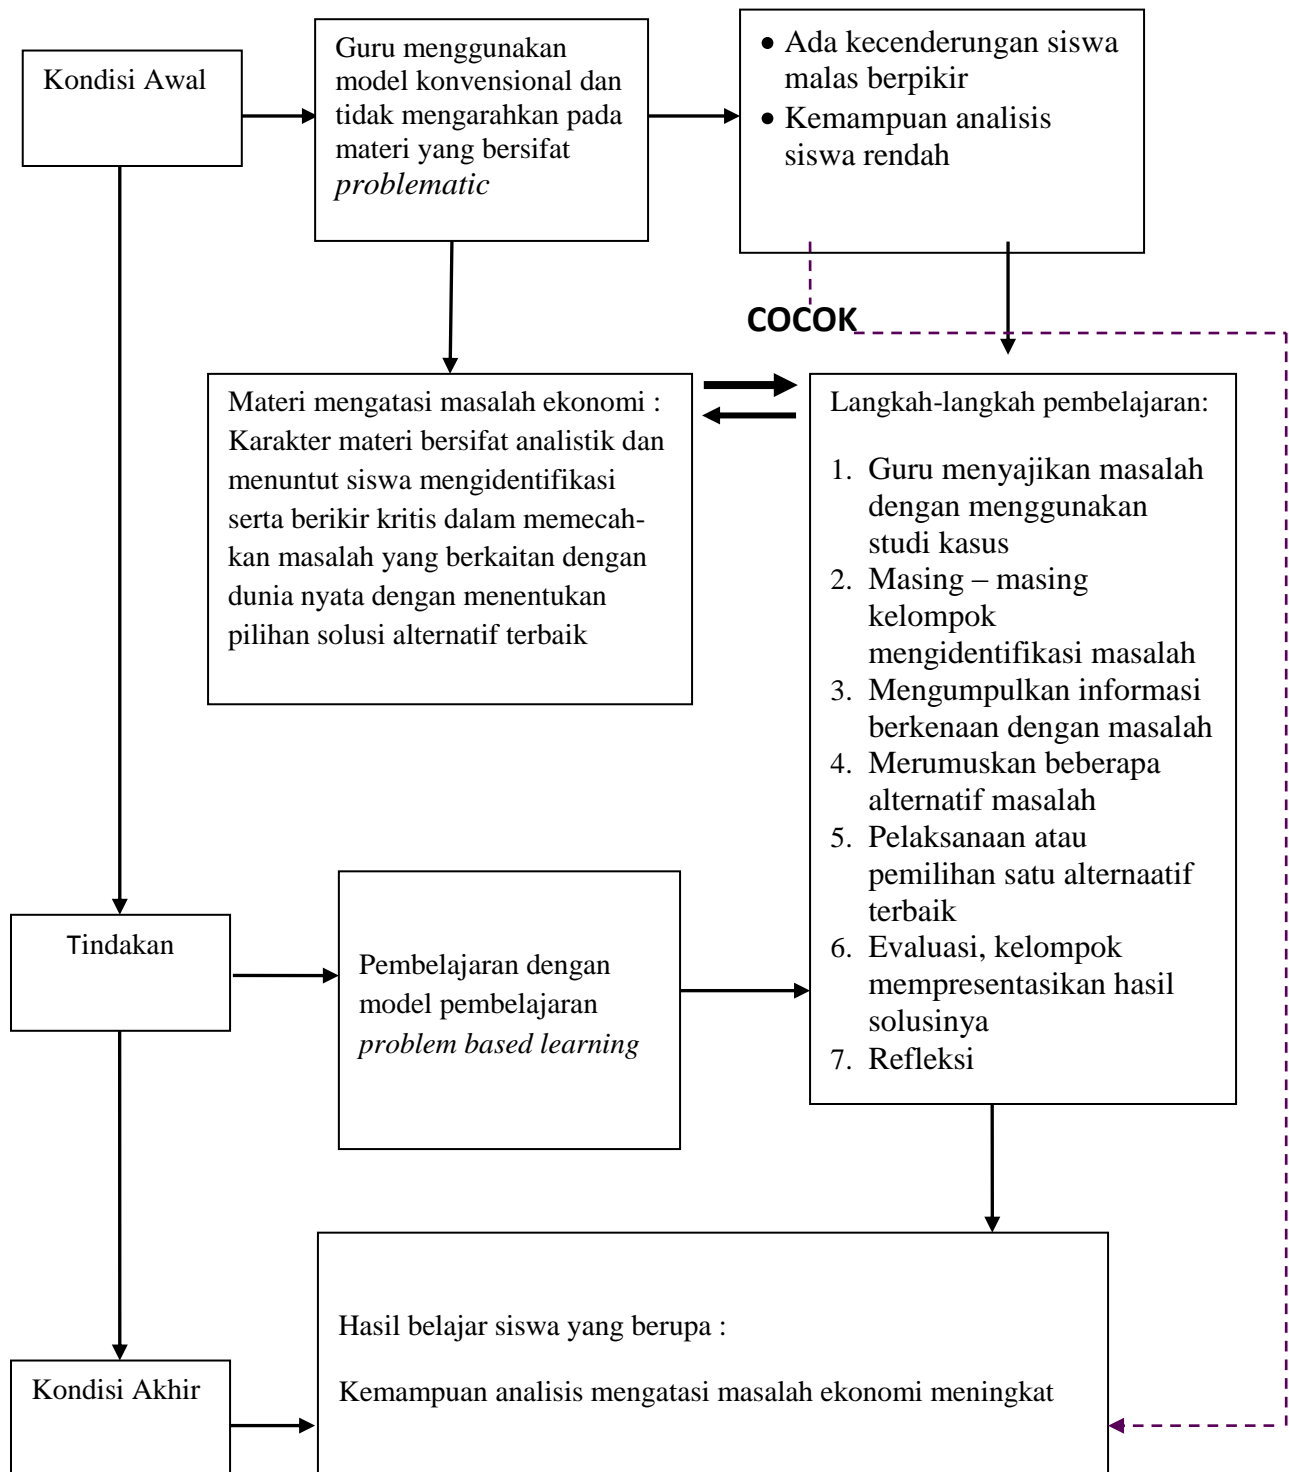 Kondisi Awal
Guru menggunakan
model konvensional dan
tidak mengarahkan pada
materi yang bersifat
problematic
• Ada kecenderungan siswa
malas berpikir
• Kemampuan analisis
siswa rendah
COCOK
Materi mengatasi masalah ekonomi :
Karakter materi bersifat analistik dan
menuntut siswa mengidentifikasi
serta berikir kritis dalam memecah-
kan masalah yang berkaitan dengan
dunia nyata dengan menentukan
pilihan solusi alternatif terbaik
Langkah-langkah pembelajaran:
1. Guru menyajikan masalah
dengan menggunakan
studi kasus
2. Masing – masing
kelompok
mengidentifikasi masalah
3. Mengumpulkan informasi
berkenaan dengan masalah
4. Merumuskan beberapa
alternatif masalah
5. Pelaksanaan atau
pemilihan satu alternaatif
terbaik
6. Evaluasi, kelompok
mempresentasikan hasil
solusinya
7. Refleksi
Tindakan
Pembelajaran dengan
model pembelajaran
problem based learning
Hasil belajar siswa yang berupa :
Kemampuan analisis mengatasi masalah ekonomi meningkat
Kondisi Akhir